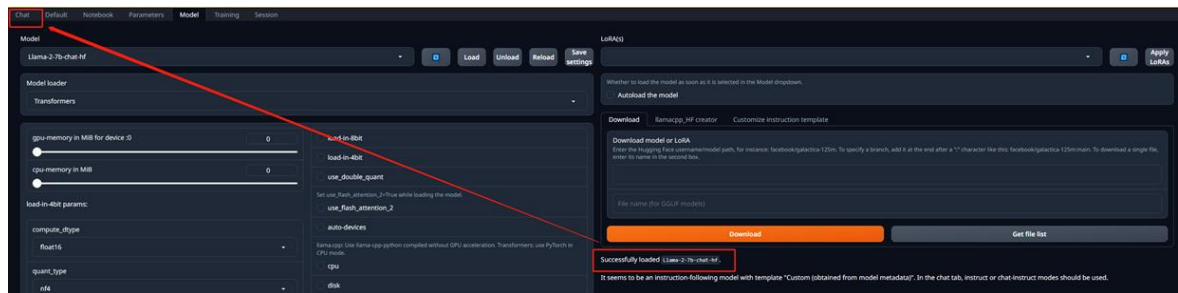 Chat Default Notebook Parameters Model Training Session
Model
Llama-2-7b-chat-hf
Load Unload Reload Save settings
Model loader
Transformers
gpu-memory in MiB for device :0 0
cpu-memory in MiB 0
load-in-4bit params:
compute_dtype
float16
quant_type
nf4
load-in-8bit
load-in-4bit
use_double_quant
Set use_flash_attention_2=True while loading the model.
use_flash_attention_2
auto-devices
llama.cpp: Use llama-cpp-python compiled without GPU acceleration. Transformers: use PyTorch in
CPU mode.
cpu
disk
LoRA(s)
Apply LoRAs
Whether to load the model as soon as it is selected in the Model dropdown.
Autoload the model
Download llamacpp_HF creator Customize instruction template
Download model or LoRA
Enter the Hugging Face username/model path, for instance: facebook/galactica-125m. To specify a branch, add it at the end after a ":" character like this: facebook/galactica-125m:main. To download a single file,
enter its name in the second box.
File name (for GGUF models)
Download Get file list
Successfully loaded Llama-2-7b-chat-hf.
It seems to be an instruction-following model with template "Custom (obtained from model metadata)". In the chat tab, instruct or chat-instruct modes should be used.